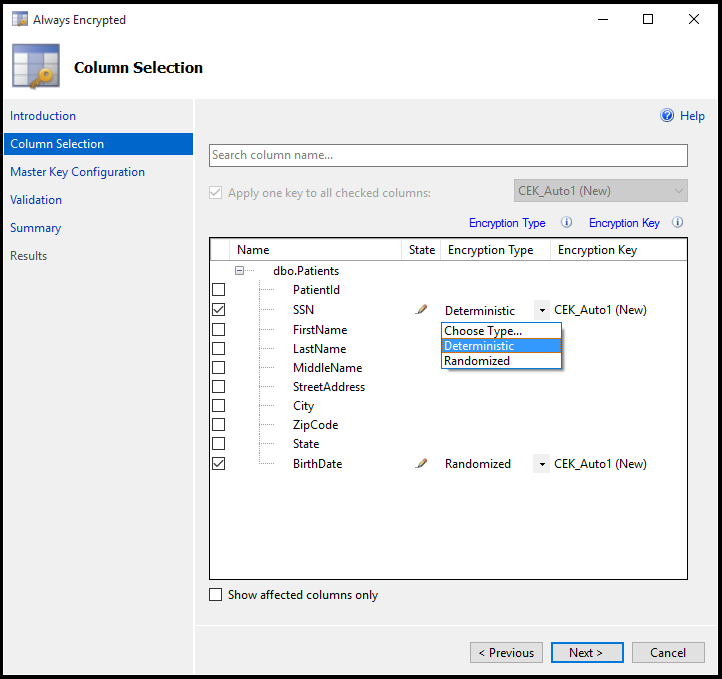 Always Encrypted
Column Selection
Introduction
Column Selection
Master Key Configuration
Validation
Summary
Results
Help
Search column name...
Apply one key to all checked columns:
CEK_Auto1 (New)
Encryption Type Encryption Key
Name State Encryption Type Encryption Key
dbo.Patients
PatientId
SSN Deterministic CEK_Auto1 (New)
Choose Type...
Deterministic
Randomized
FirstName
LastName
MiddleName
StreetAddress
City
ZipCode
State
BirthDate Randomized CEK_Auto1 (New)
Show affected columns only
< Previous Next > Cancel